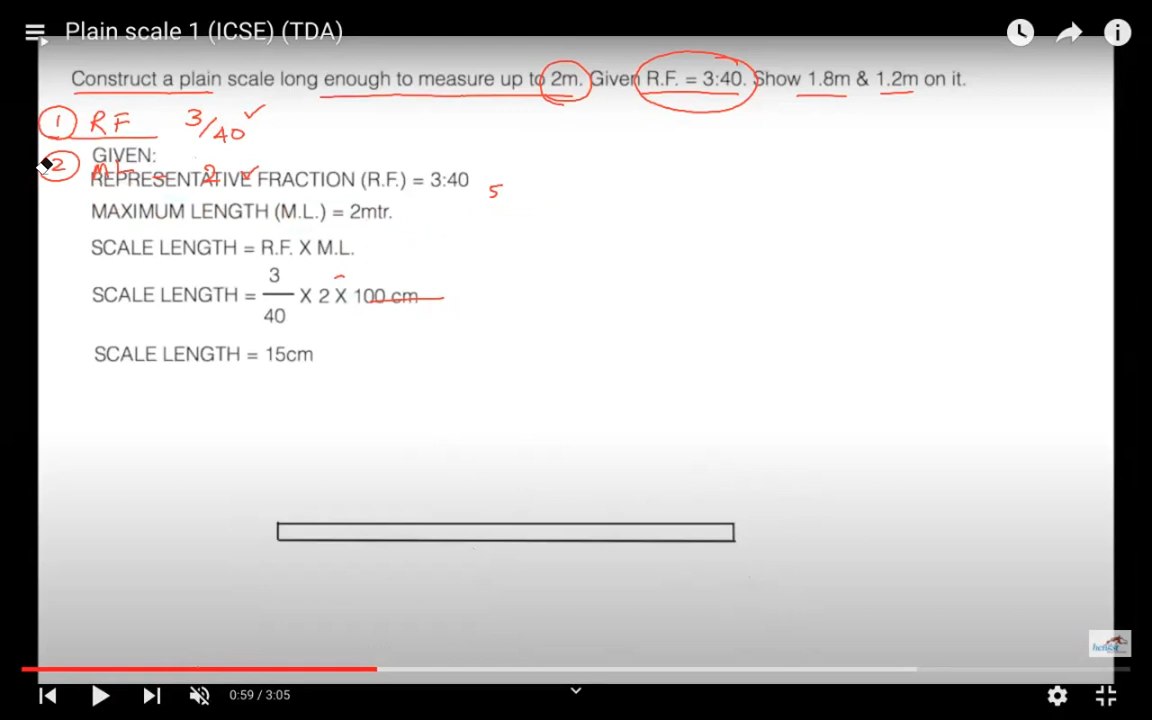 Plain scale 1 (ICSE) (TDA)
Construct a plain scale long enough to measure up to 2m. Given R.F. = 3:40. Show 1.8m & 1.2m on it.
1 RF 3/40
GIVEN:
2 ML - 2
REPRESENTATIVE FRACTION (R.F.) = 3:40
5
MAXIMUM LENGTH (M.L.) = 2mtr.
SCALE LENGTH = R.F. X M.L.
3
SCALE LENGTH = X 2 X 100 cm
40
SCALE LENGTH = 15cm
0:59 / 3:05